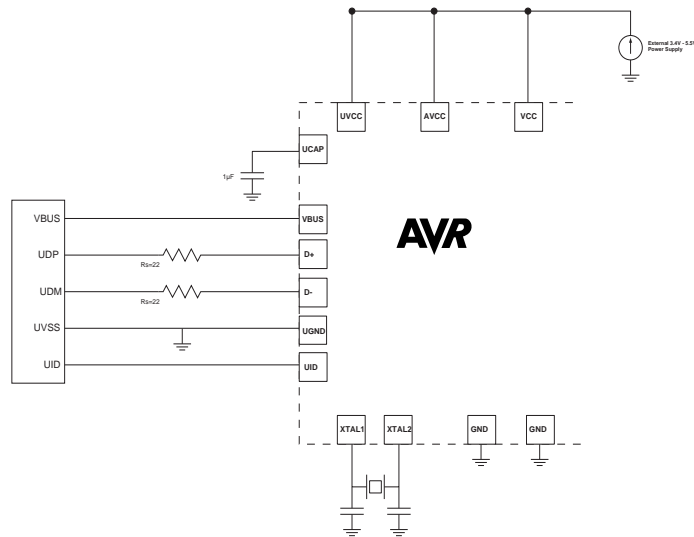 External 3.4V - 5.5V
Power Supply
UVCC
AVCC
VCC
UCAP
1µF
VBUS
VBUS
AVR
UDP
Rs=22
D+
UDM
Rs=22
D-
UVSS
UGND
UID
UID
XTAL1
XTAL2
GND
GND